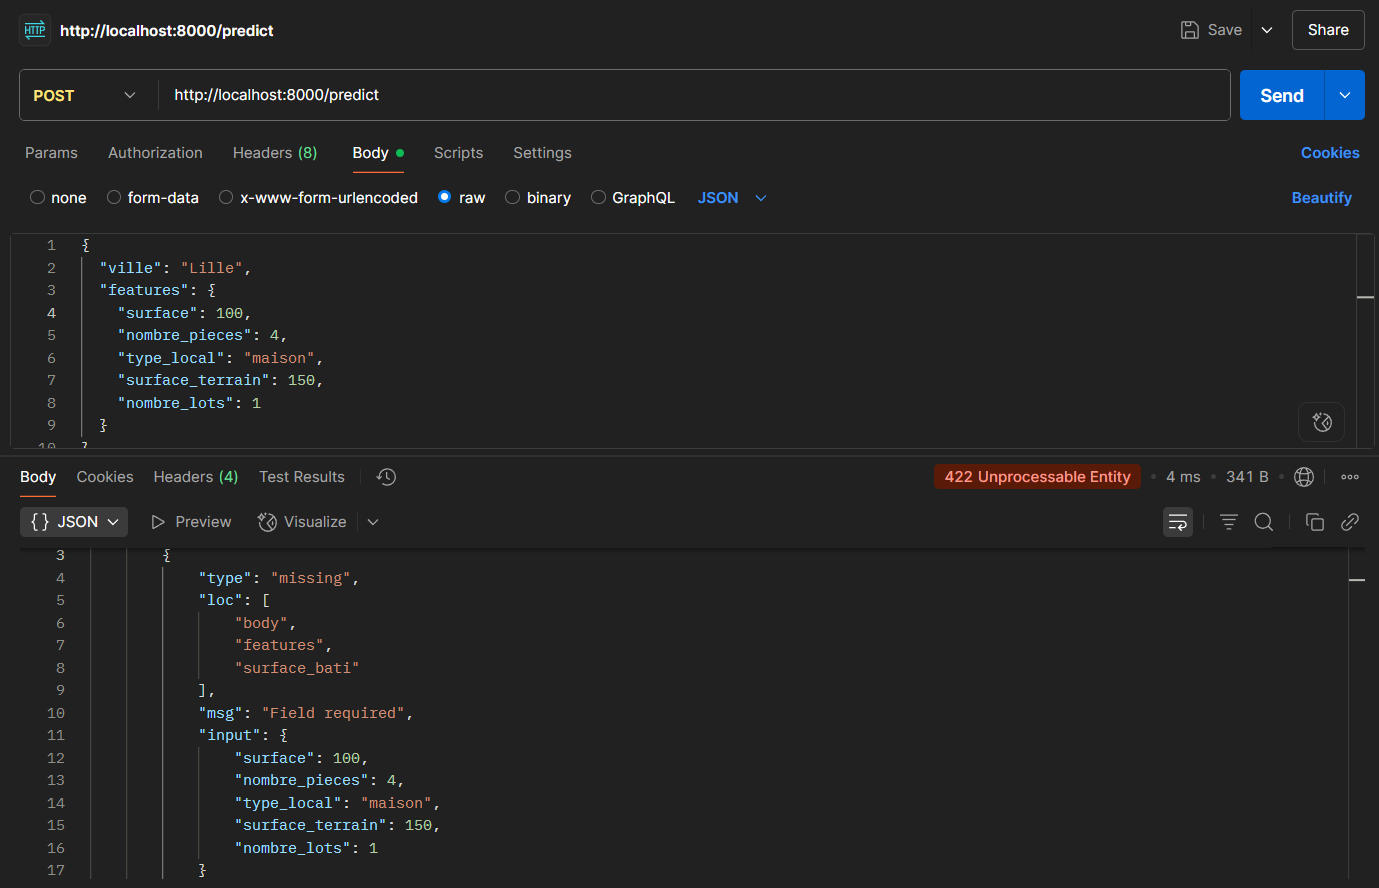 HTTP http://localhost:8000/predict Save Share
POST http://localhost:8000/predict Send
Params Authorization Headers (8) Body Scripts Settings Cookies
none form-data x-www-form-urlencoded raw binary GraphQL JSON Beautify
1 {
2 "ville": "Lille",
3 "features": {
4 "surface": 100,
5 "nombre_pieces": 4,
6 "type_local": "maison",
7 "surface_terrain": 150,
8 "nombre_lots": 1
9 }
10 }
Body Cookies Headers (4) Test Results 422 Unprocessable Entity 4 ms 341 B
{} JSON Preview Visualize
3 {
4 "type": "missing",
5 "loc": [
6 "body",
7 "features",
8 "surface_bati"
9 ],
10 "msg": "Field required",
11 "input": {
12 "surface": 100,
13 "nombre_pieces": 4,
14 "type_local": "maison",
15 "surface_terrain": 150,
16 "nombre_lots": 1
17 }